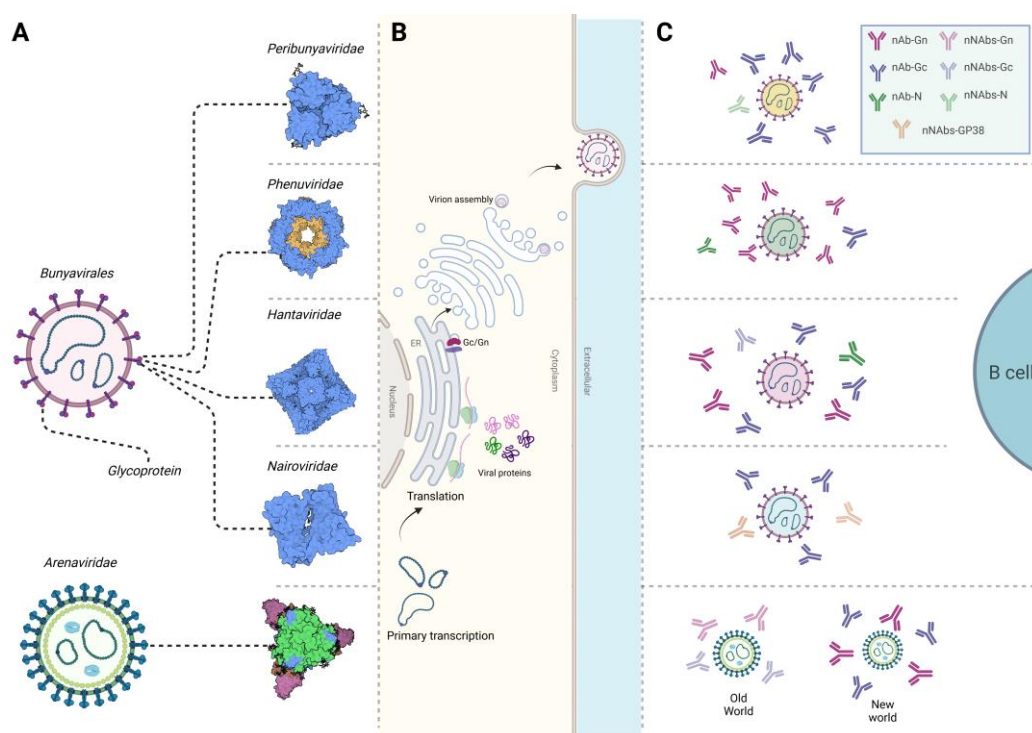 A
Peribunyaviridae
Phenuviridae
Bunyavirales
Hantaviridae
Glycoprotein
Nairoviridae
Arenaviridae
B
Virion assembly
ER
Gc/Gn
Nucleus
Cytoplasm
Extracellular
Viral proteins
Translation
Primary transcription
C
nAb-Gn
nNAbs-Gn
nAb-Gc
nNAbs-Gc
nAb-N
nNAbs-N
nNAbs-GP38
B cell
Old
World
New
world